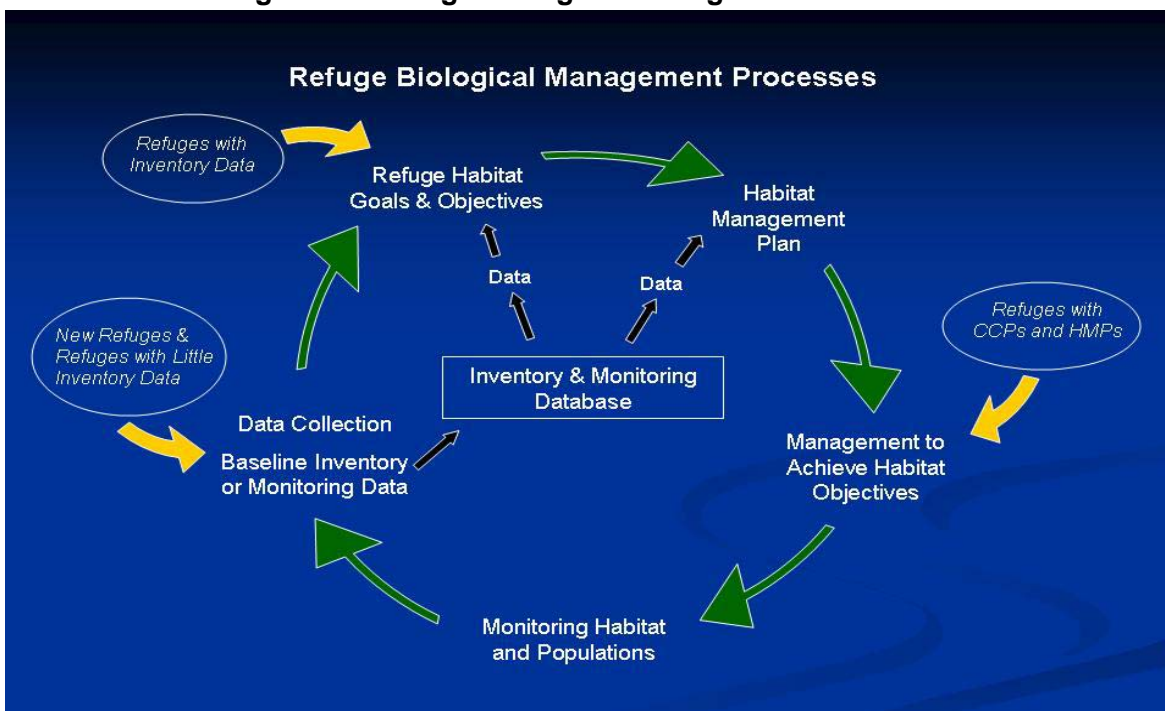 Refuge Biological Management Processes
Refuges with
Inventory Data
Refuge Habitat
Goals & Objectives
Habitat
Management
Plan
Data
Data
New Refuges &
Refuges with Little
Inventory Data
Refuges with
CCPs and HMPs
Inventory & Monitoring
Database
Data Collection
Baseline Inventory
or Monitoring Data
Management to
Achieve Habitat
Objectives
Monitoring Habitat
and Populations